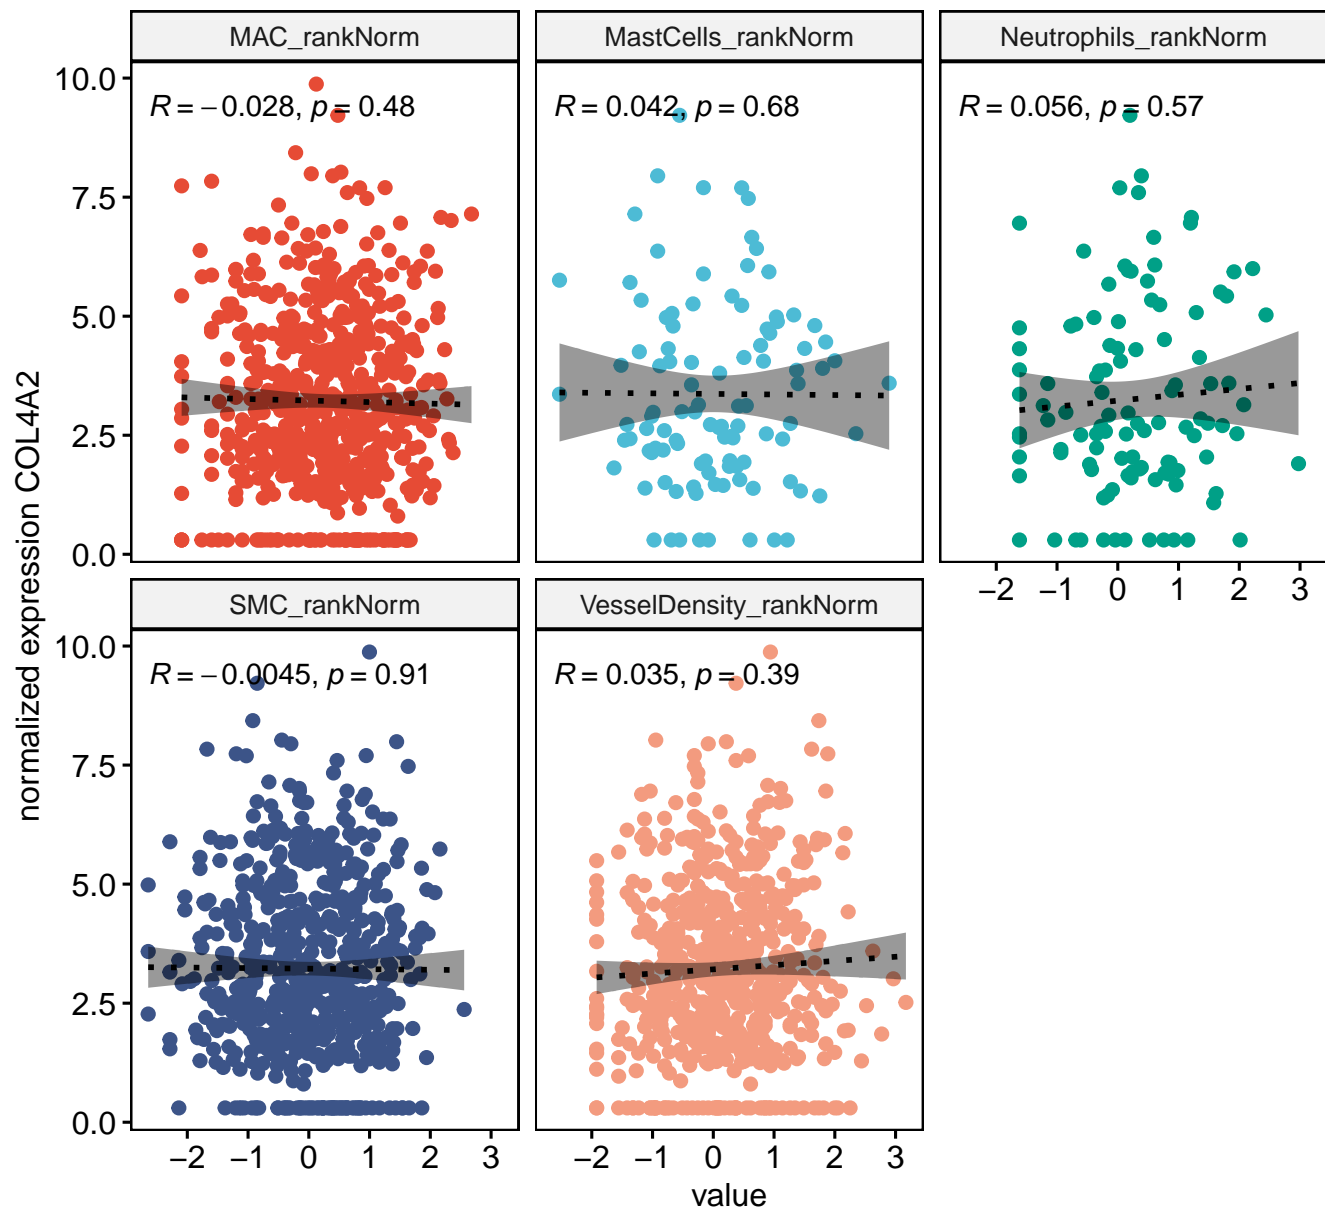 MAC_rankNorm
MastCells_rankNorm
Neutrophils_rankNorm
R = −0.028, p = 0.48
R = 0.042, p = 0.68
R = 0.056, p = 0.57
10.0
7.5
5.0
2.5
0.0
−2 −1 0 1 2 3
normalized expression COL4A2
SMC_rankNorm
VesselDensity_rankNorm
R = −0.0045, p = 0.91
R = 0.035, p = 0.39
10.0
7.5
5.0
2.5
0.0
−2 −1 0 1 2 3
−2 −1 0 1 2 3
value